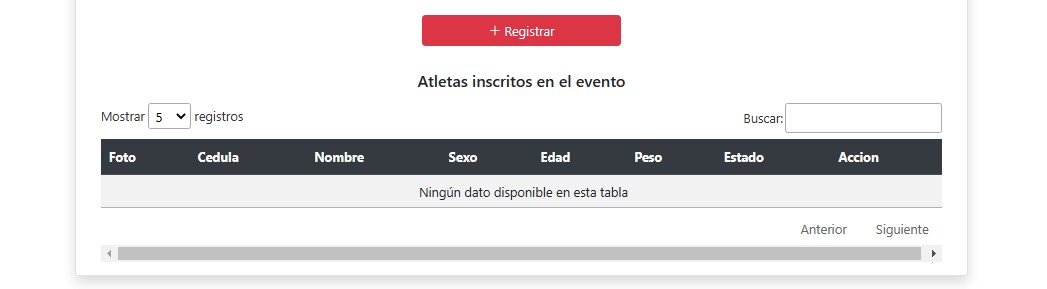 + Registrar
Atletas inscritos en el evento
Mostrar 5 registros Buscar:
Foto Cedula Nombre Sexo Edad Peso Estado Accion
Ningún dato disponible en esta tabla
Anterior Siguiente